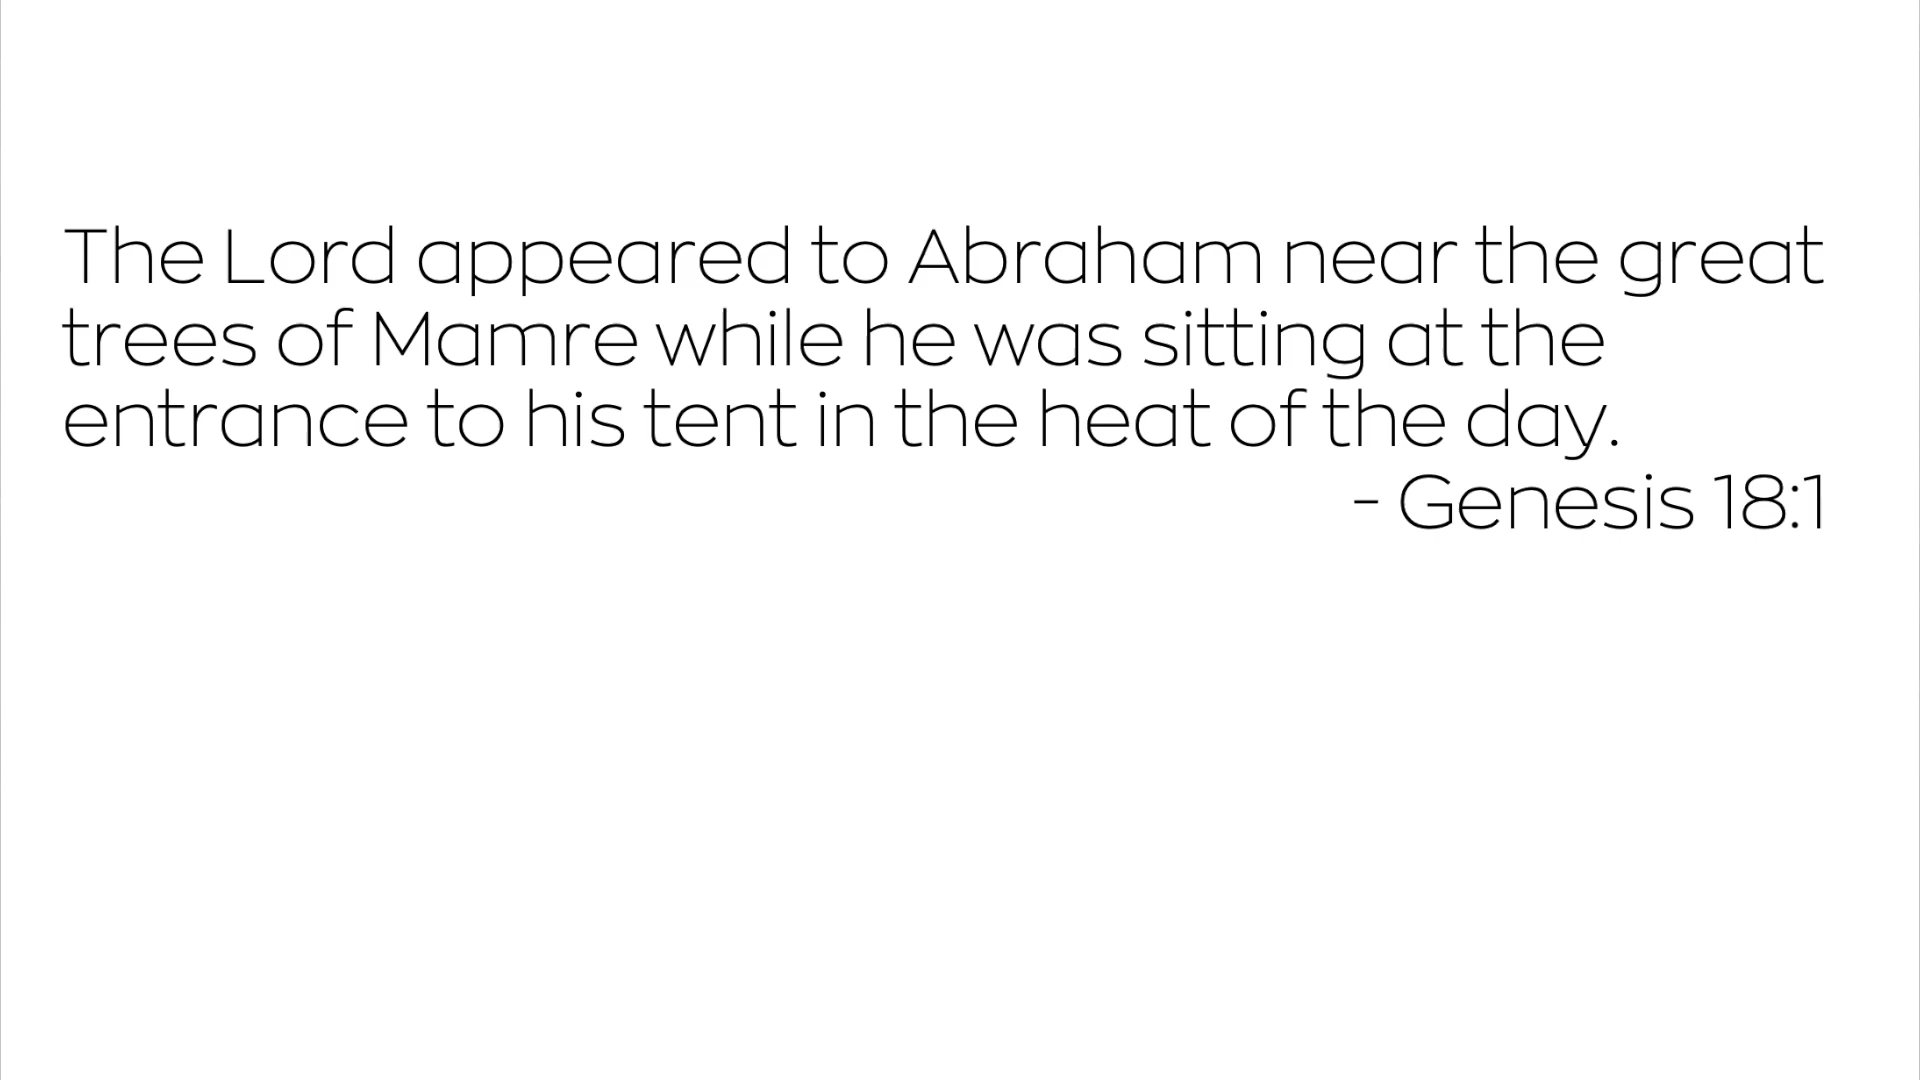 The Lord appeared to Abraham near the great
trees of Mamre while he was sitting at the
entrance to his tent in the heat of the day.
- Genesis 18:1